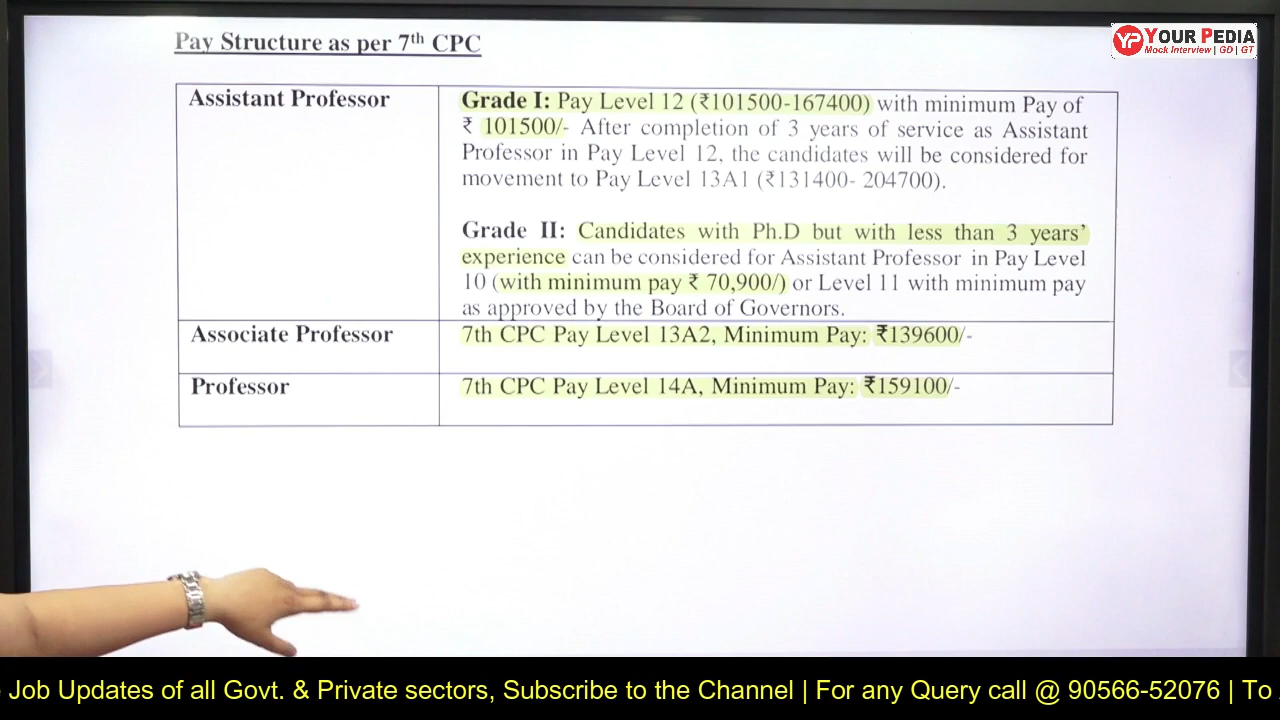 Pay Structure as per 7th CPC
YOUR PEDIA
Mock Interview | GD | GT
Assistant Professor
Grade I: Pay Level 12 (₹101500-167400) with minimum Pay of
₹ 101500/- After completion of 3 years of service as Assistant
Professor in Pay Level 12, the candidates will be considered for
movement to Pay Level 13A1 (₹131400- 204700).
Grade II: Candidates with Ph.D but with less than 3 years’
experience can be considered for Assistant Professor in Pay Level
10 (with minimum pay ₹ 70,900/) or Level 11 with minimum pay
as approved by the Board of Governors.
Associate Professor
7th CPC Pay Level 13A2, Minimum Pay: ₹139600/-
Professor
7th CPC Pay Level 14A, Minimum Pay: ₹159100/-
Job Updates of all Govt. & Private sectors, Subscribe to the Channel | For any Query call @ 90566-52076 | To